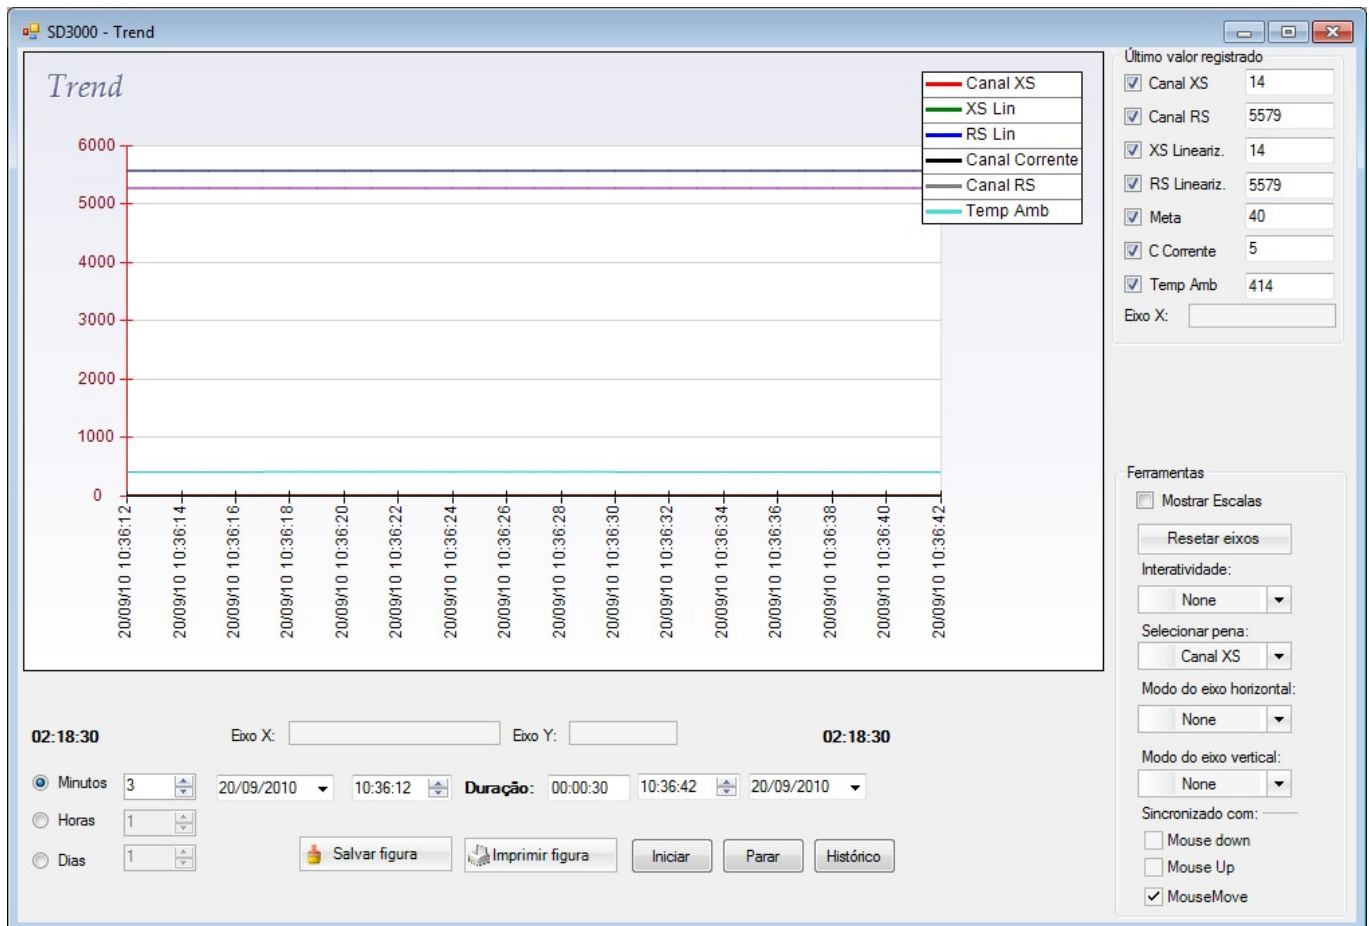 SD3000 - Trend
Trend
Canal XS
XS Lin
RS Lin
Canal Corrente
Canal RS
Temp Amb
6000
5000
4000
3000
2000
1000
0
20/09/10 10:36:12
20/09/10 10:36:14
20/09/10 10:36:16
20/09/10 10:36:18
20/09/10 10:36:20
20/09/10 10:36:22
20/09/10 10:36:24
20/09/10 10:36:26
20/09/10 10:36:28
20/09/10 10:36:30
20/09/10 10:36:32
20/09/10 10:36:34
20/09/10 10:36:36
20/09/10 10:36:38
20/09/10 10:36:40
20/09/10 10:36:42
Último valor registrado
Canal XS 14
Canal RS 5579
XS Lineariz. 14
RS Lineariz. 5579
Meta 40
C Corrente 5
Temp Amb 414
Eixo X:
Ferramentas
Mostrar Escalas
Resetar eixos
Interatividade:
None
Selecionar pena:
Canal XS
Modo do eixo horizontal:
None
Modo do eixo vertical:
None
Sincronizado com:
Mouse down
Mouse Up
MouseMove
02:18:30 Eixo X: Eixo Y: 02:18:30
Minutos 3 20/09/2010 10:36:12 Duração: 00:00:30 10:36:42 20/09/2010
Horas 1
Dias 1 Salvar figura Imprimir figura Iniciar Parar Histórico